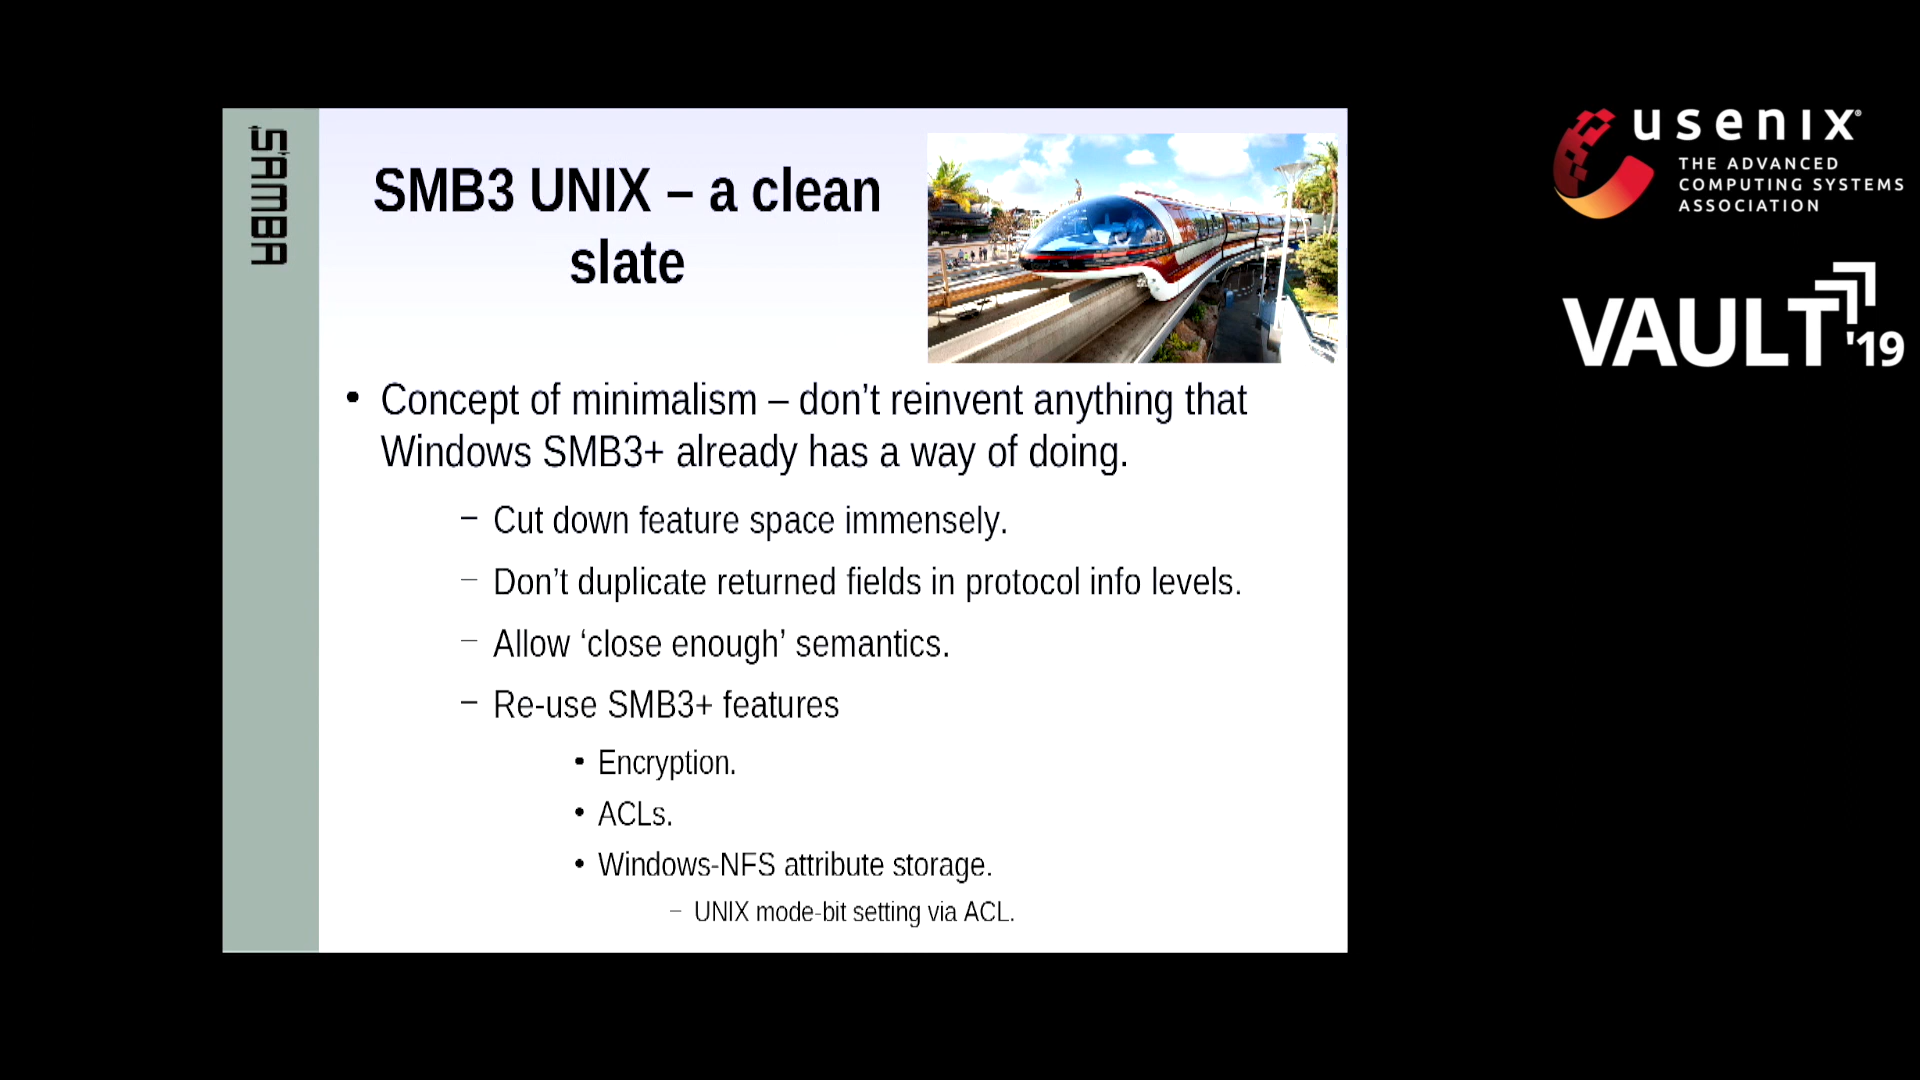 SAMBA
SMB3 UNIX – a clean
slate
• Concept of minimalism – don’t reinvent anything that
Windows SMB3+ already has a way of doing.
– Cut down feature space immensely.
– Don’t duplicate returned fields in protocol info levels.
– Allow ‘close enough’ semantics.
– Re-use SMB3+ features
• Encryption.
• ACLs.
• Windows-NFS attribute storage.
– UNIX mode-bit setting via ACL.
usenix®
THE ADVANCED
COMPUTING SYSTEMS
ASSOCIATION
VAULT '19